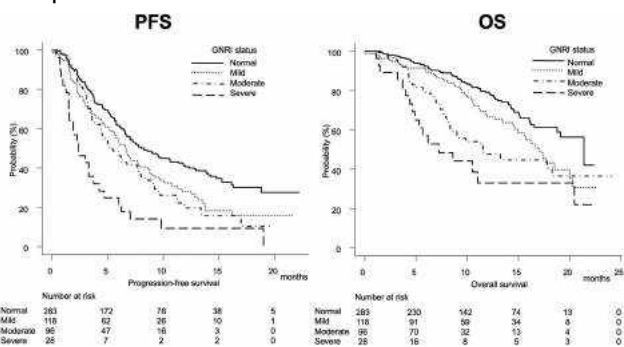 PFS
GNRI status
Normal
Mild
Moderate
Severe
Probability (%)
100
80
60
40
20
0
0 5 10 15 20
months
Progression-free survival
Number at risk
Normal 283 172 78 38 5
Mild 118 62 26 10 1
Moderate 96 47 16 3 0
Severe 28 7 2 2 0
OS
GNRI status
Normal
Mild
Moderate
Severe
Probability (%)
100
80
60
40
20
0
0 5 10 15 20 25
months
Overall survival
Number at risk
Normal 283 230 142 74 13 0
Mild 118 91 59 34 8 0
Moderate 96 70 32 13 4 0
Severe 28 16 8 5 3 0